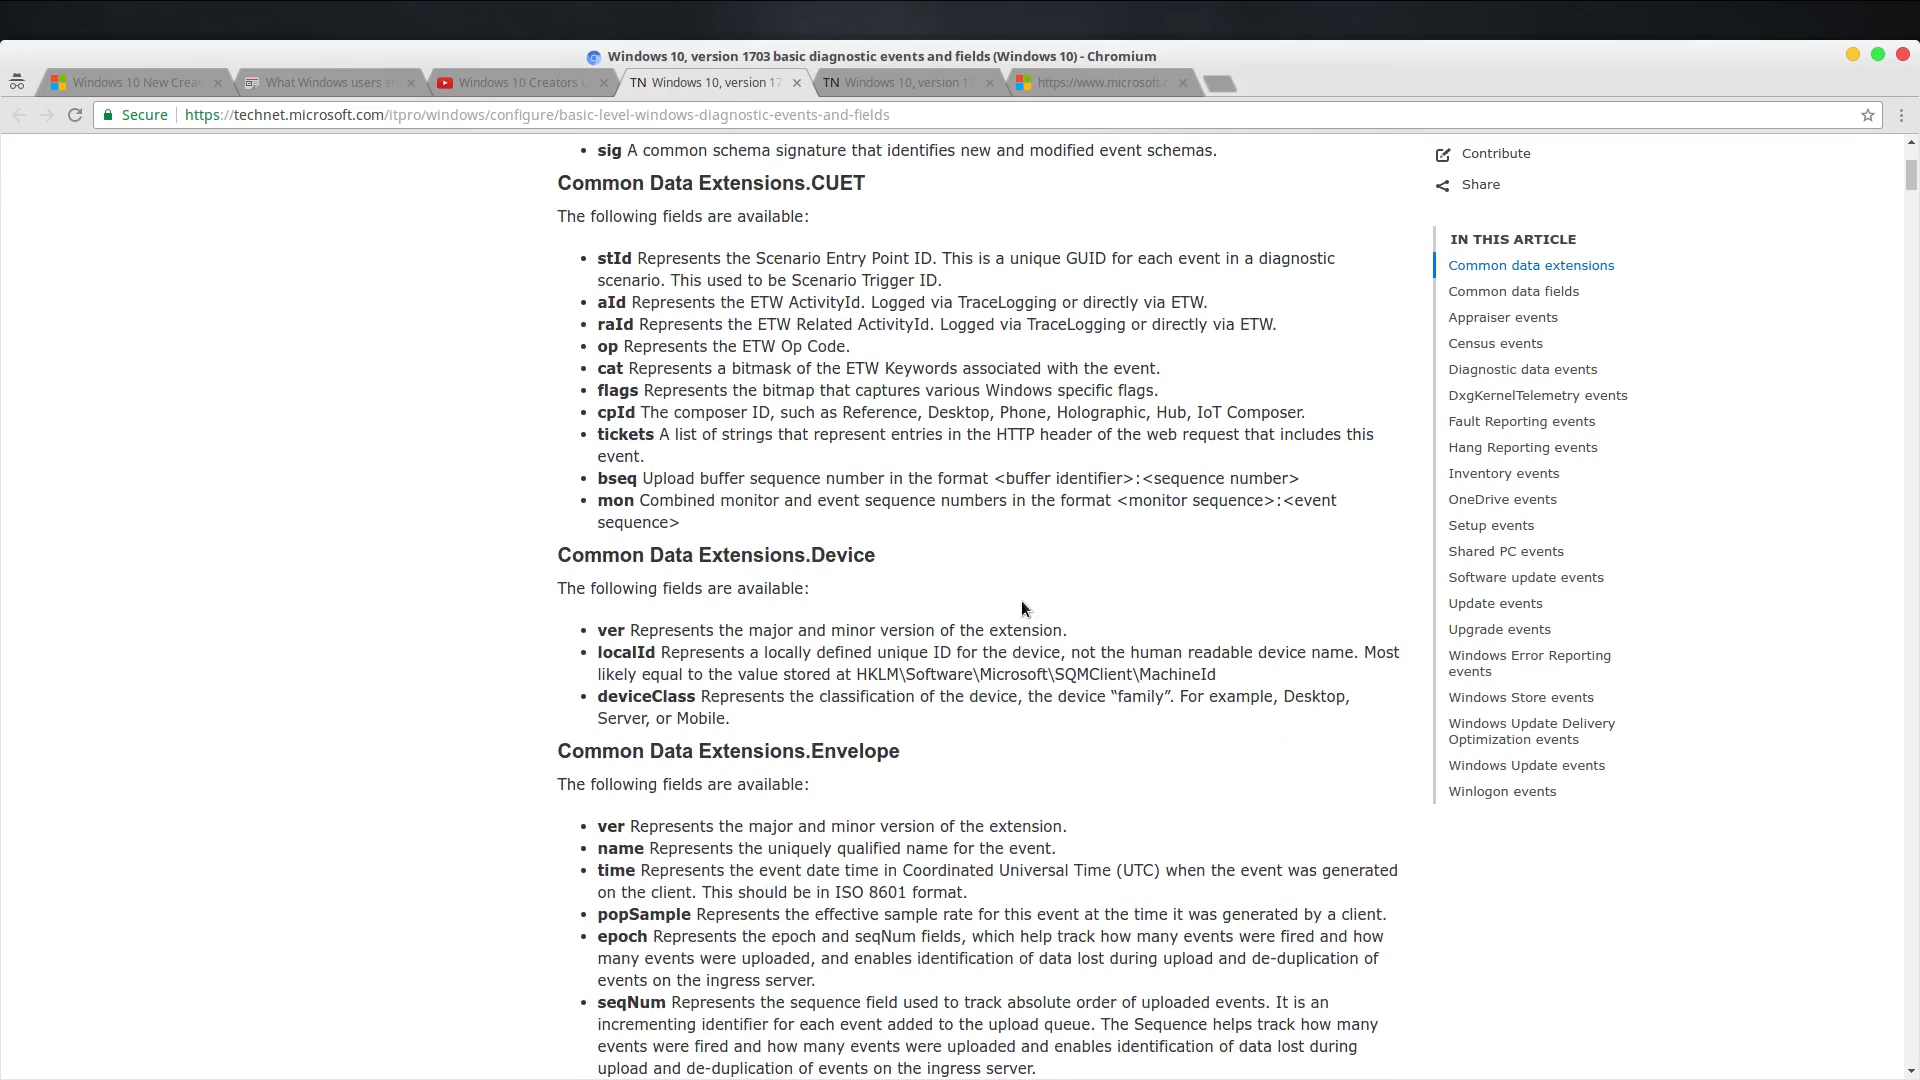 Windows 10, version 1703 basic diagnostic events and fields (Windows 10) - Chromium
Windows 10 New Crea
What Windows users s
Windows 10 Creators U
TN Windows 10, version 17
TN Windows 10, version 17
https://www.microsoft.
Secure https://technet.microsoft.com/itpro/windows/configure/basic-level-windows-diagnostic-events-and-fields
• sig A common schema signature that identifies new and modified event schemas.
Common Data Extensions.CUET
The following fields are available:
• stId Represents the Scenario Entry Point ID. This is a unique GUID for each event in a diagnostic
scenario. This used to be Scenario Trigger ID.
• aId Represents the ETW ActivityId. Logged via TraceLogging or directly via ETW.
• raId Represents the ETW Related ActivityId. Logged via TraceLogging or directly via ETW.
• op Represents the ETW Op Code.
• cat Represents a bitmask of the ETW Keywords associated with the event.
• flags Represents the bitmap that captures various Windows specific flags.
• cpId The composer ID, such as Reference, Desktop, Phone, Holographic, Hub, IoT Composer.
• tickets A list of strings that represent entries in the HTTP header of the web request that includes this
event.
• bseq Upload buffer sequence number in the format <buffer identifier>:<sequence number>
• mon Combined monitor and event sequence numbers in the format <monitor sequence>:<event
sequence>
Common Data Extensions.Device
The following fields are available:
• ver Represents the major and minor version of the extension.
• localId Represents a locally defined unique ID for the device, not the human readable device name. Most
likely equal to the value stored at HKLM\Software\Microsoft\SQMClient\MachineId
• deviceClass Represents the classification of the device, the device “family”. For example, Desktop,
Server, or Mobile.
Common Data Extensions.Envelope
The following fields are available:
• ver Represents the major and minor version of the extension.
• name Represents the uniquely qualified name for the event.
• time Represents the event date time in Coordinated Universal Time (UTC) when the event was generated
on the client. This should be in ISO 8601 format.
• popSample Represents the effective sample rate for this event at the time it was generated by a client.
• epoch Represents the epoch and seqNum fields, which help track how many events were fired and how
many events were uploaded, and enables identification of data lost during upload and de-duplication of
events on the ingress server.
• seqNum Represents the sequence field used to track absolute order of uploaded events. It is an
incrementing identifier for each event added to the upload queue. The Sequence helps track how many
events were fired and how many events were uploaded and enables identification of data lost during
upload and de-duplication of events on the ingress server.
Contribute
Share
IN THIS ARTICLE
Common data extensions
Common data fields
Appraiser events
Census events
Diagnostic data events
DxgKernelTelemetry events
Fault Reporting events
Hang Reporting events
Inventory events
OneDrive events
Setup events
Shared PC events
Software update events
Update events
Upgrade events
Windows Error Reporting
events
Windows Store events
Windows Update Delivery
Optimization events
Windows Update events
Winlogon events